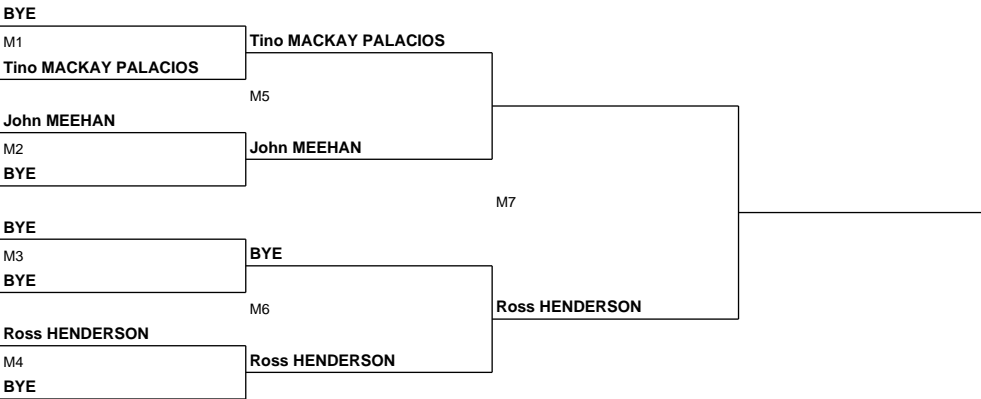 BYE
M1
Tino MACKAY PALACIOS
Tino MACKAY PALACIOS
M5
John MEEHAN
M2
BYE
John MEEHAN
M7
BYE
M3
BYE
BYE
M6
Ross HENDERSON
Ross HENDERSON
M4
BYE
Ross HENDERSON